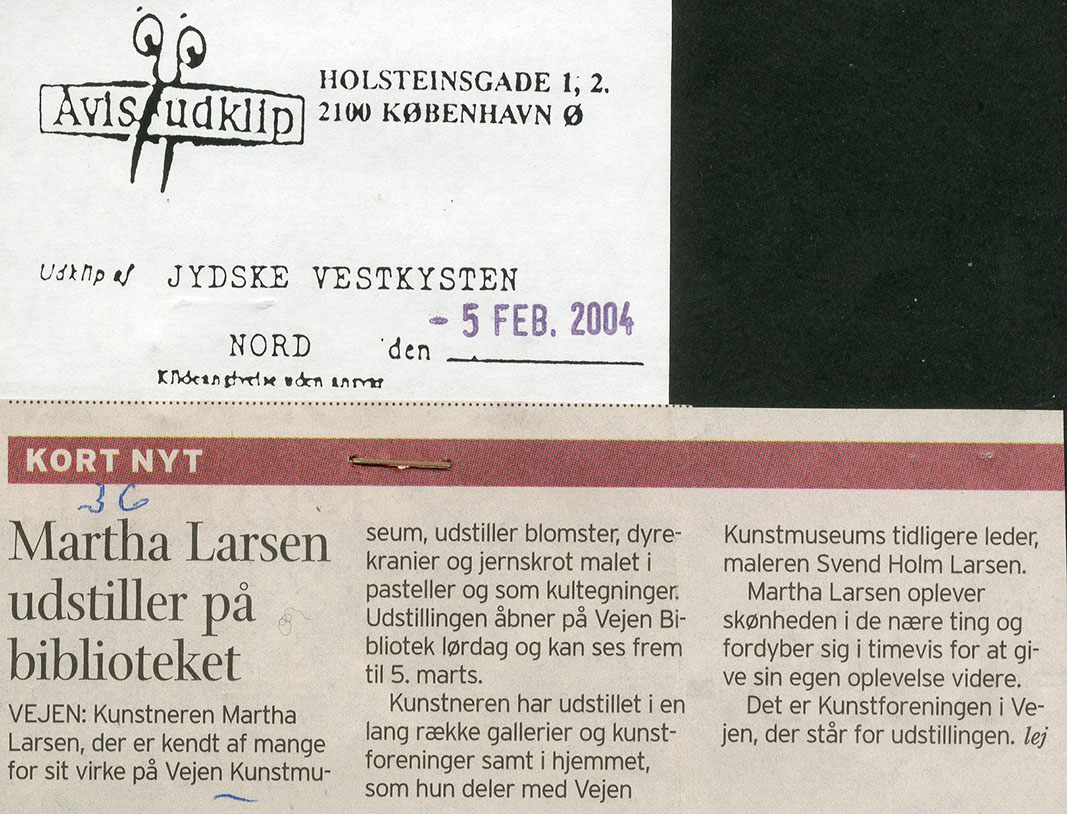 Avis udklip
HOLSTEINSGADE 1, 2.
2100 KØBENHAVN Ø
Udklip af JYDSKE VESTKYSTEN
- 5 FEB. 2004
NORD den
Kildeangivelse uden ansvar
KORT NYT
36
Martha Larsen
udstiller på
biblioteket
VEJEN: Kunstneren Martha
Larsen, der er kendt af mange
for sit virke på Vejen Kunstmu-
seum, udstiller blomster, dyre-
kranier og jernskrot malet i
pasteller og som kultegninger.
Udstillingen åbner på Vejen Bi-
bliotek lørdag og kan ses frem
til 5. marts.
Kunstneren har udstillet i en
lang række gallerier og kunst-
foreninger samt i hjemmet,
som hun deler med Vejen
Kunstmuseums tidligere leder,
maleren Svend Holm Larsen.
Martha Larsen oplever
skønheden i de nære ting og
fordyber sig i timevis for at gi-
ve sin egen oplevelse videre.
Det er Kunstforeningen i Ve-
jen, der står for udstillingen. lej